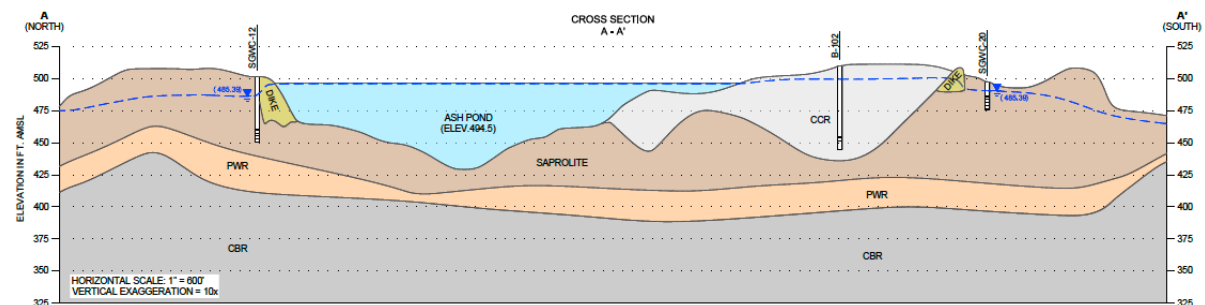 A
(NORTH)
CROSS SECTION
A - A'
A'
(SOUTH)
SGWC-12
B-102
SGWC-20
ELEVATION IN FT. AMSL
525
500
475
450
425
400
375
350
325
525
500
475
450
425
400
375
350
325
(485.39)
DIKE
ASH POND
(ELEV.494.5)
CCR
DIKE
(485.39)
SAPROLITE
PWR
PWR
CBR
CBR
HORIZONTAL SCALE: 1" = 600'
VERTICAL EXAGGERATION = 10x